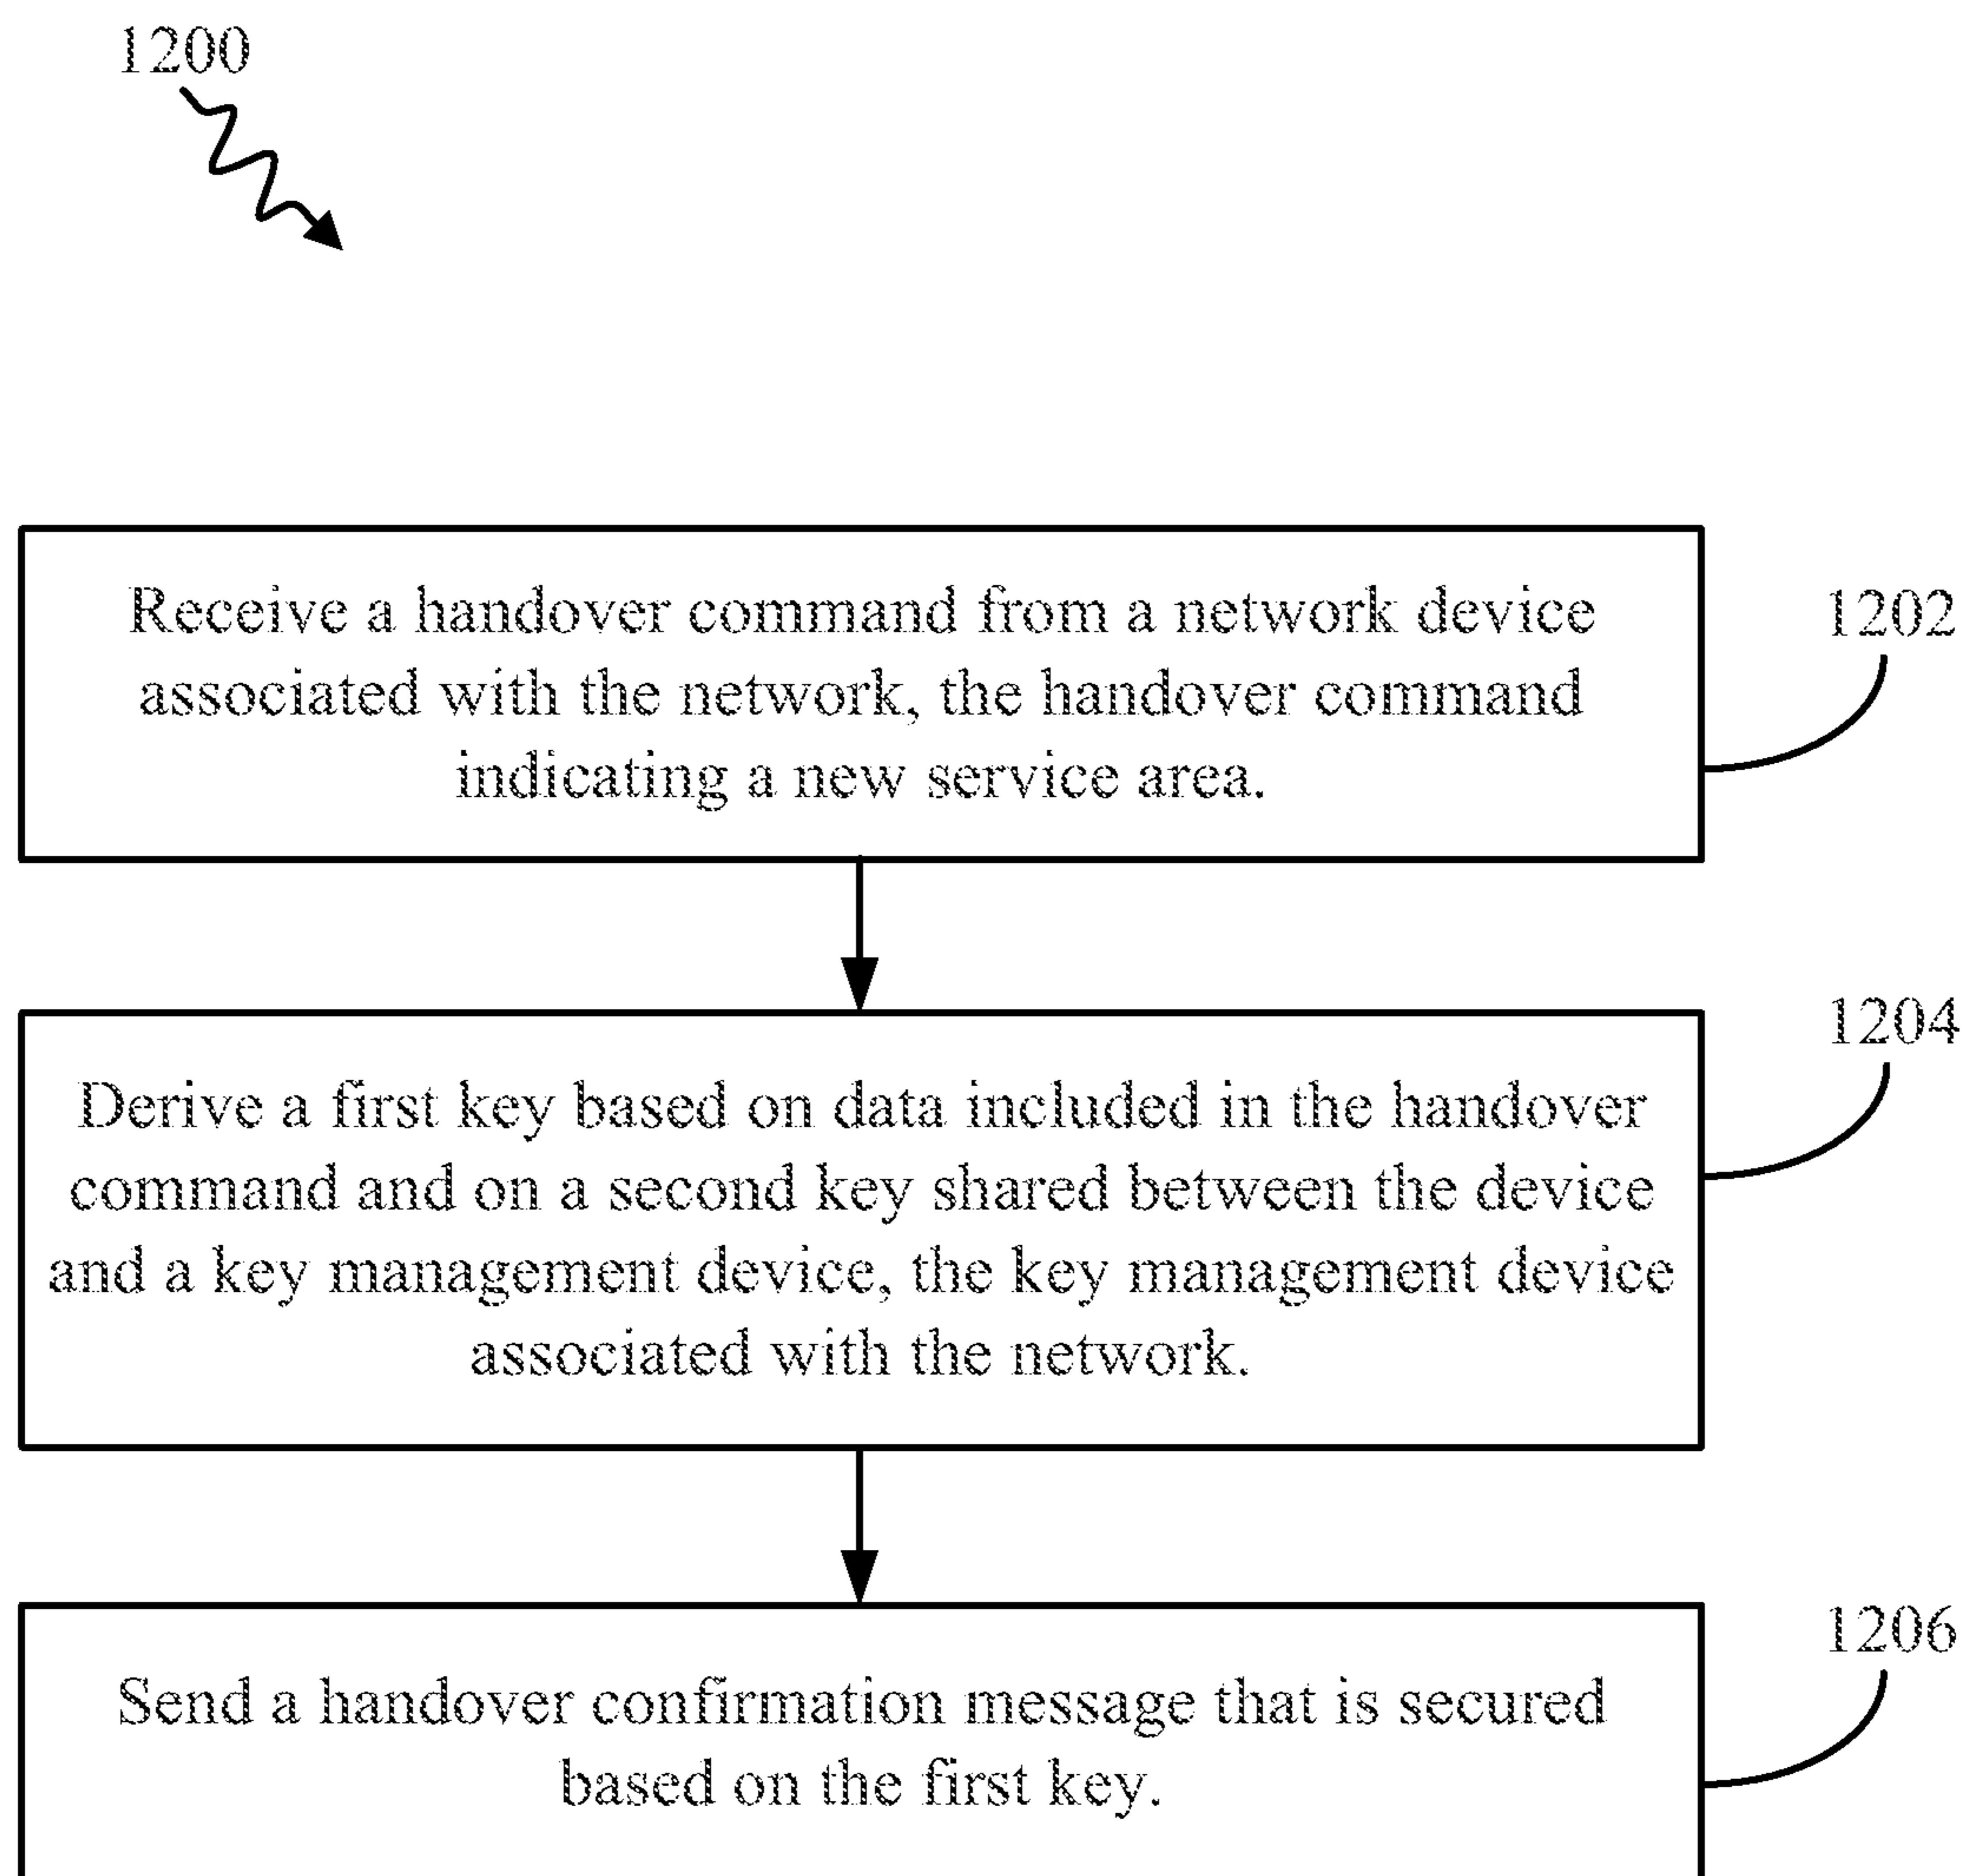 1200
Receive a handover command from a network device
associated with the network, the handover command
indicating a new service area.
1202
Derive a first key based on data included in the handover
command and on a second key shared between the device
and a key management device, the key management device
associated with the network.
1204
Send a handover confirmation message that is secured
based on the first key.
1206